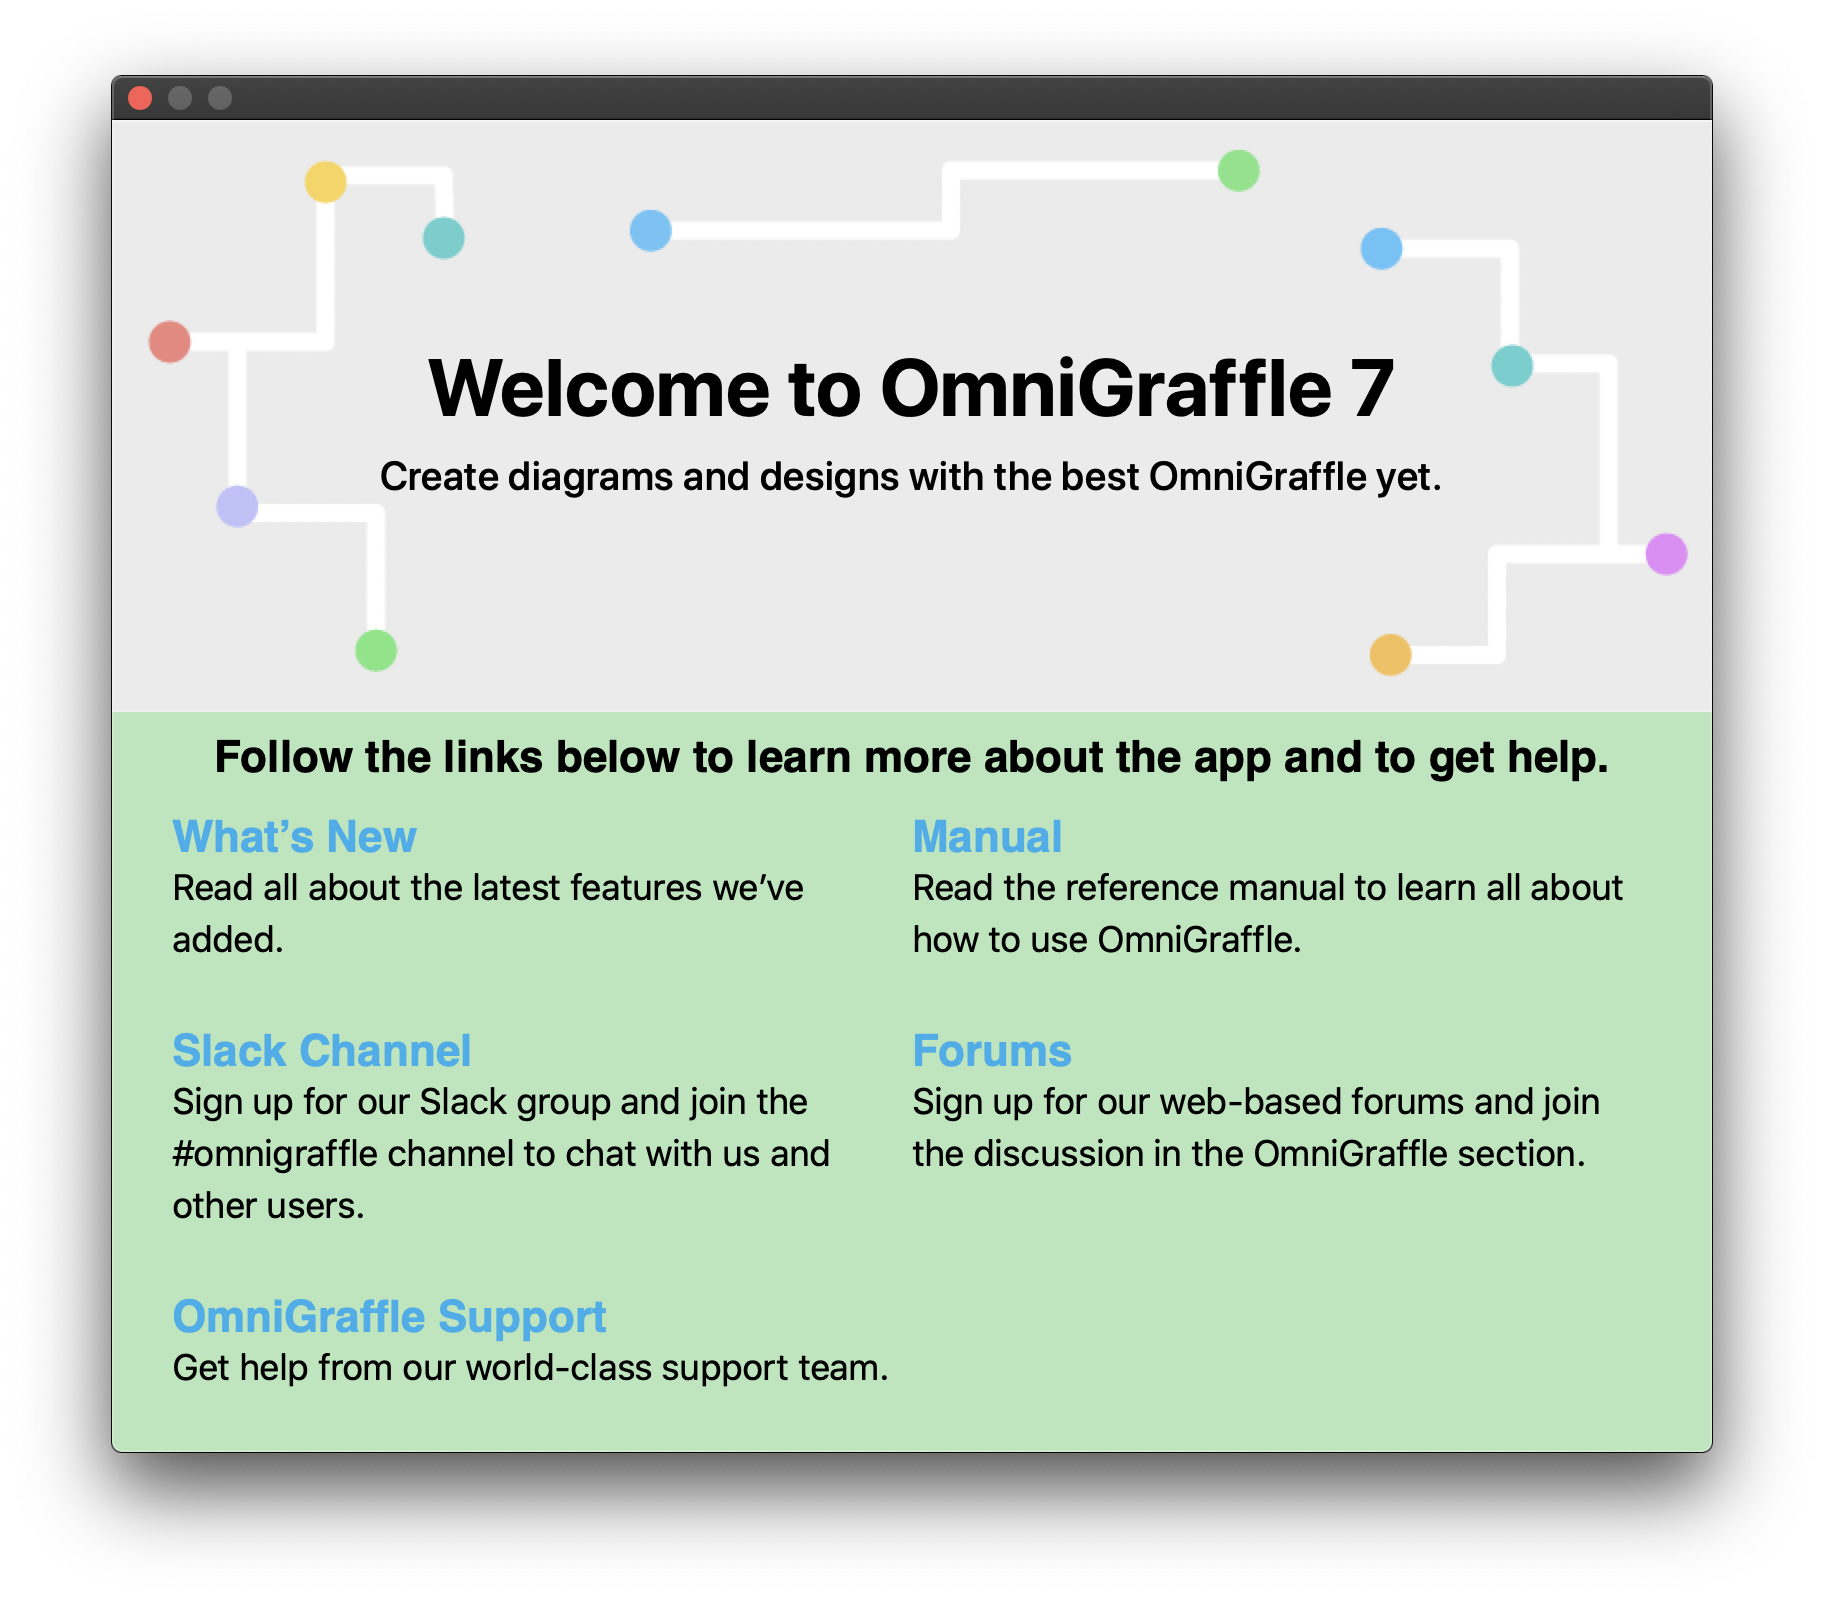 Welcome to OmniGraffle 7
Create diagrams and designs with the best OmniGraffle yet.
Follow the links below to learn more about the app and to get help.
What’s New
Read all about the latest features we’ve
added.
Manual
Read the reference manual to learn all about
how to use OmniGraffle.
Slack Channel
Sign up for our Slack group and join the
#omnigraffle channel to chat with us and
other users.
Forums
Sign up for our web-based forums and join
the discussion in the OmniGraffle section.
OmniGraffle Support
Get help from our world-class support team.